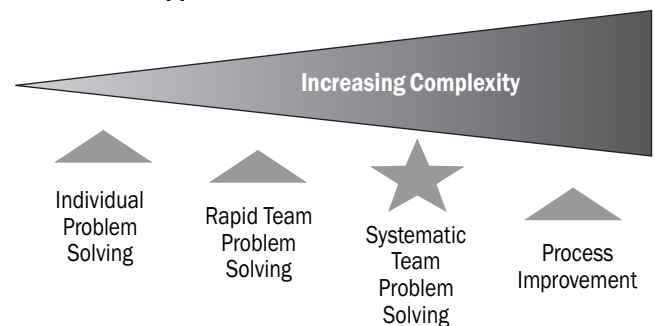 Increasing Complexity
Individual
Problem
Solving
Rapid Team
Problem
Solving
Systematic
Team
Problem
Solving
Process
Improvement